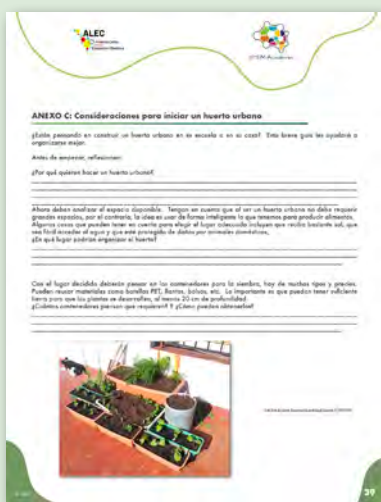 ALEC
STEM Academia
ANEXO C: Consideraciones para iniciar un huerto urbano
¿Están pensando en construir un huerto urbano en su escuela o en su casa? Esta breve guía les ayudará a
organizarse mejor.
Antes de empezar, reflexionen:
¿Por qué quieren hacer un huerto urbano?
Ahora deben analizar el espacio disponible. Tengan en cuenta que al ser un huerto urbano no debe requerir
grandes espacios, por el contrario, la idea es usar de forma inteligente lo que tenemos para producir alimentos.
Algunas cosas que pueden tener en cuenta para elegir el lugar adecuado incluyen que reciba bastante sol, que
sea fácil acceder al agua y que esté protegido de daños por animales domésticos.
¿En qué lugar podrían organizar el huerto?
Con el lugar decidido deberán pensar en los contenedores para la siembra, hay de muchos tipos y precios.
Pueden reusar materiales como botellas PET, llantas, bolsas, etc. Lo importante es que puedan tener suficiente
tierra para que las plantas se desarrollen, al menos 20 cm de profundidad.
¿Cuántos contenedores piensan que requieren? Y ¿Cómo pueden obtenerlos?
39